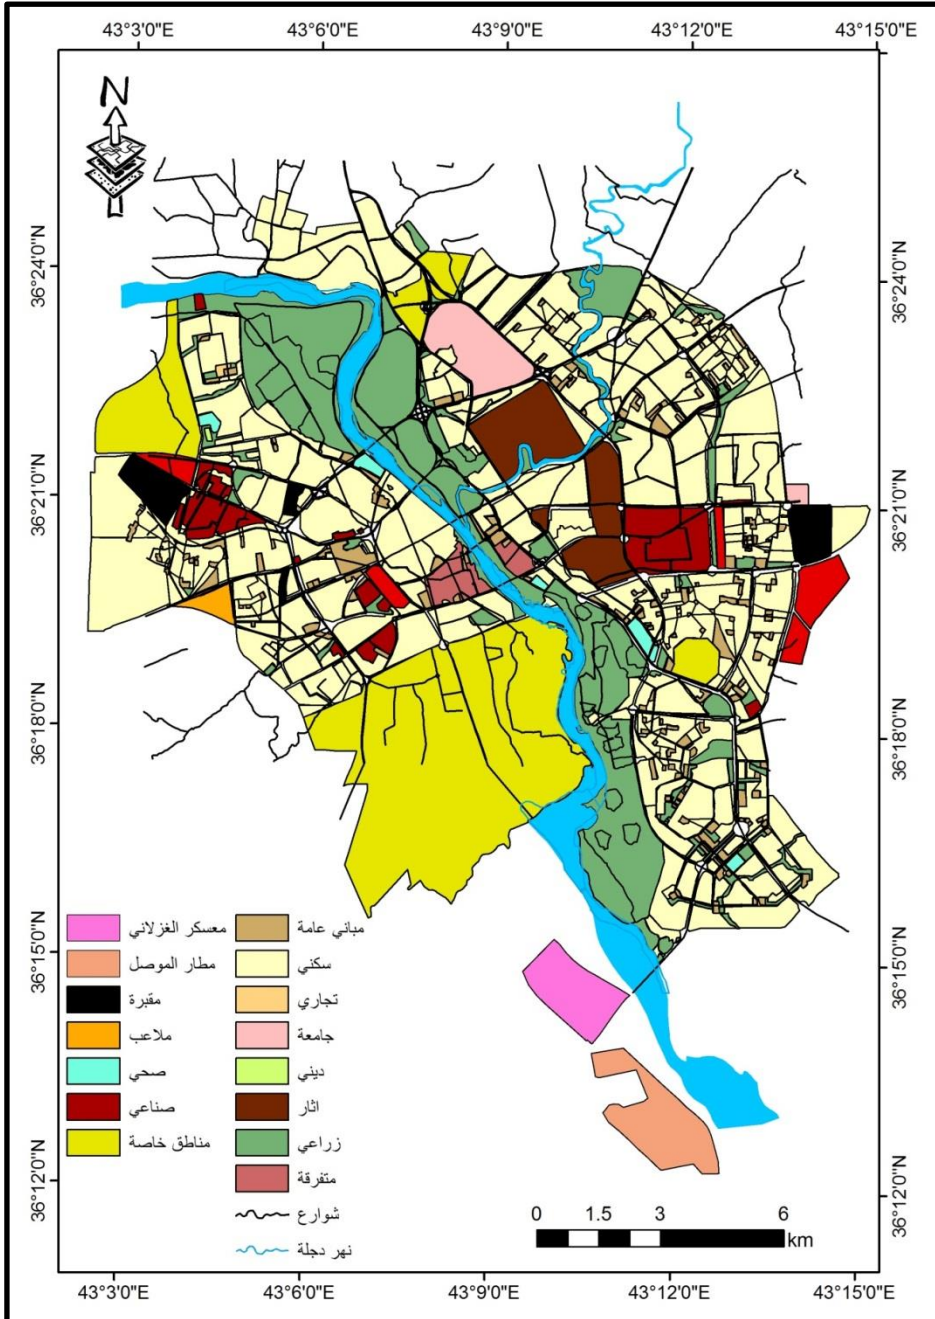 43°3'0"E 43°6'0"E 43°9'0"E 43°12'0"E 43°15'0"E
N
36°24'0"N 36°24'0"N
36°21'0"N 36°21'0"N
36°18'0"N 36°18'0"N
36°15'0"N 36°15'0"N
36°12'0"N 36°12'0"N
مباني عامة
سكني
تجاري
جامعة
ديني
اثار
زراعي
متفرقة
شوارع
نهر دجلة
معسكر الغزلاني
مطار الموصل
مقبرة
ملاعب
صحي
صناعي
مناطق خاصة
0 1.5 3 6
km
43°3'0"E 43°6'0"E 43°9'0"E 43°12'0"E 43°15'0"E